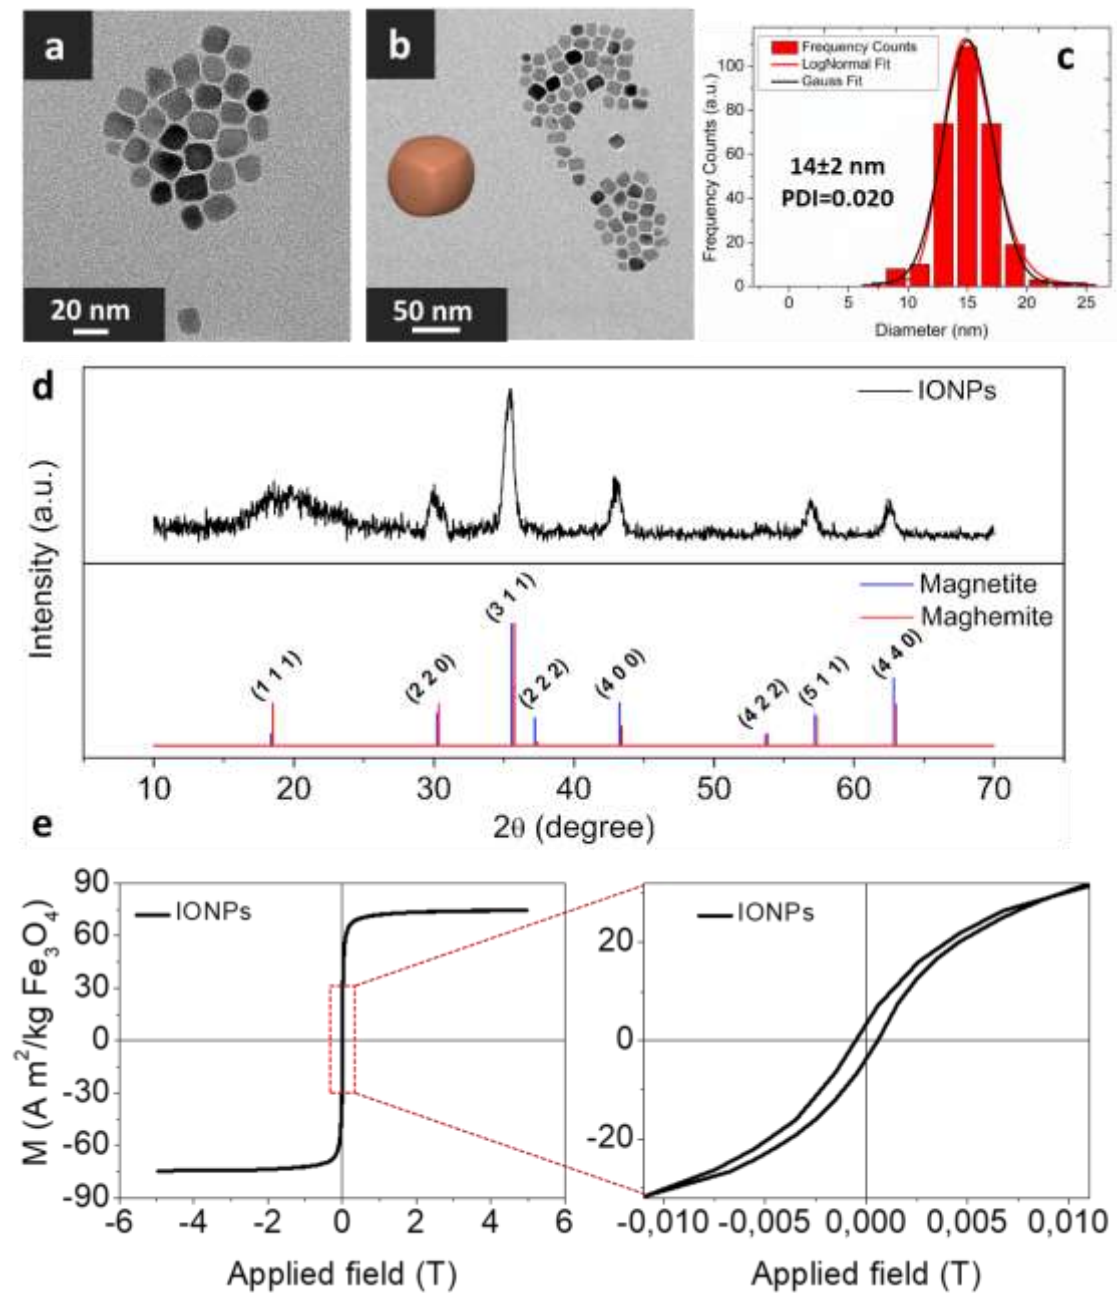 a
20 nm
b
50 nm
c
Frequency Counts
LogNormal Fit
Gauss Fit
14±2 nm
PDI=0.020
Frequency Counts (a.u.)
100
80
60
40
20
0
0 5 10 15 20 25
Diameter (nm)
d
IONPs
Intensity (a.u.)
Magnetite
Maghemite
(1 1 1)
(2 2 0)
(3 1 1)
(2 2 2)
(4 0 0)
(4 2 2)
(5 1 1)
(4 4 0)
10 20 30 40 50 60 70
2θ (degree)
e
M (A m²/kg Fe₃O₄)
90
60
30
0
-30
-60
-90
IONPs
-6 -4 -2 0 2 4 6
Applied field (T)
IONPs
20
0
-20
-0,010 -0,005 0,000 0,005 0,010
Applied field (T)